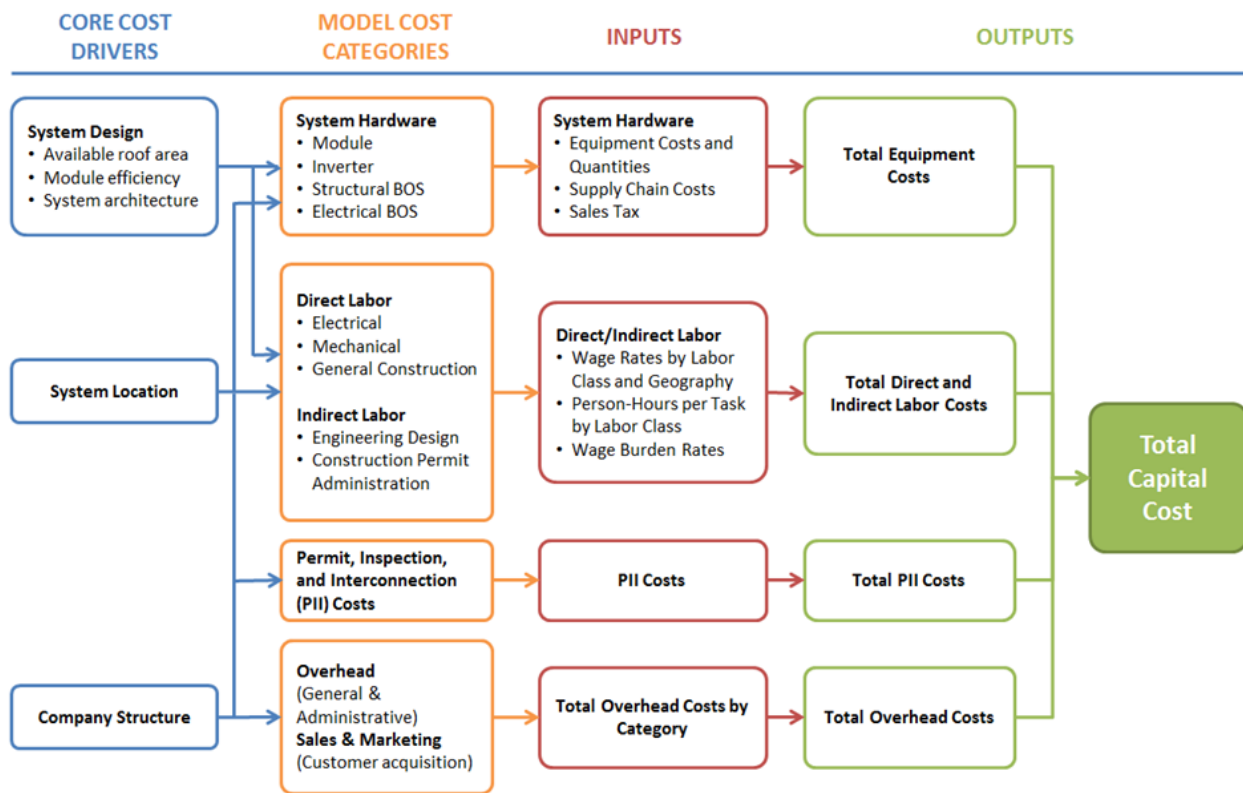 CORE COST
DRIVERS
MODEL COST
CATEGORIES
INPUTS
OUTPUTS
System Design
• Available roof area
• Module efficiency
• System architecture
System Hardware
• Module
• Inverter
• Structural BOS
• Electrical BOS
System Hardware
• Equipment Costs and
Quantities
• Supply Chain Costs
• Sales Tax
Total Equipment
Costs
System Location
Direct Labor
• Electrical
• Mechanical
• General Construction
Indirect Labor
• Engineering Design
• Construction Permit
Administration
Direct/Indirect Labor
• Wage Rates by Labor
Class and Geography
• Person-Hours per Task
by Labor Class
• Wage Burden Rates
Total Direct and
Indirect Labor Costs
Total
Capital
Cost
Permit, Inspection,
and Interconnection
(PII) Costs
PII Costs
Total PII Costs
Company Structure
Overhead
(General &
Administrative)
Sales & Marketing
(Customer acquisition)
Total Overhead Costs by
Category
Total Overhead Costs